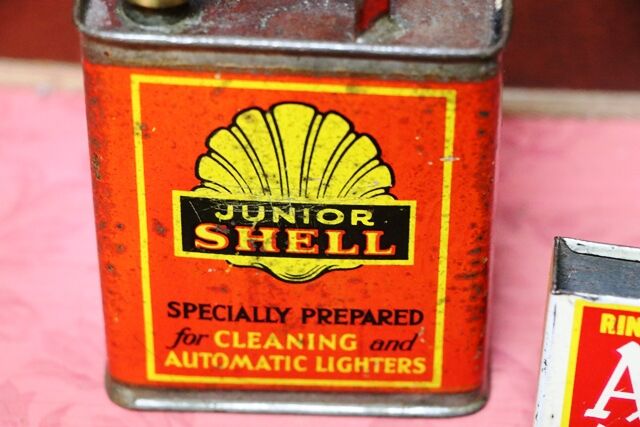 JUNIOR
SHELL
SPECIALLY PREPARED
for CLEANING and
AUTOMATIC LIGHTERS